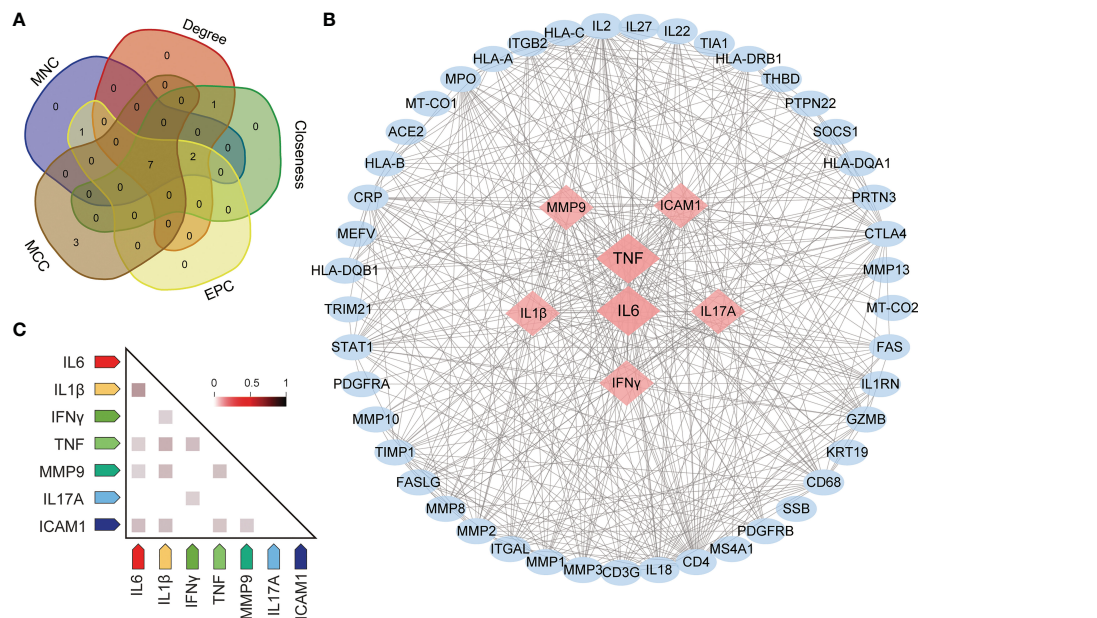 A
Degree
MNC
Closeness
MCC
EPC
0
0
0
0
0
1
0
1
0
0
0
0
0
0
2
0
7
0
0
0
0
0
0
0
0
0
0
3
0
0
0
B
IL2
IL27
IL22
TIA1
HLA-DRB1
THBD
PTPN22
SOCS1
HLA-DQA1
PRTN3
CTLA4
MMP13
MT-CO2
FAS
IL1RN
GZMB
KRT19
CD68
SSB
PDGFRB
MS4A1
CD4
IL18
CD3G
MMP3
MMP1
ITGAL
MMP2
MMP8
FASLG
TIMP1
MMP10
PDGFRA
STAT1
TRIM21
HLA-DQB1
MEFV
CRP
HLA-B
ACE2
MT-CO1
MPO
HLA-A
ITGB2
HLA-C
MMP9
ICAM1
TNF
IL1β
IL6
IL17A
IFNγ
C
0 0.5 1
IL6
IL1β
IFNγ
TNF
MMP9
IL17A
ICAM1
IL6
IL1β
IFNγ
TNF
MMP9
IL17A
ICAM1